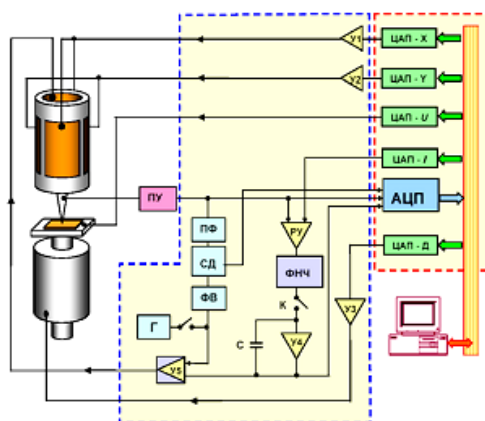 У1
ЦАП - X
У2
ЦАП - Y
ЦАП - U
ЦАП - I
ПУ
АЦП
ПФ
РУ
СД
ЦАП - Д
ФНЧ
ФВ
К
У3
Г
С
У4
У5